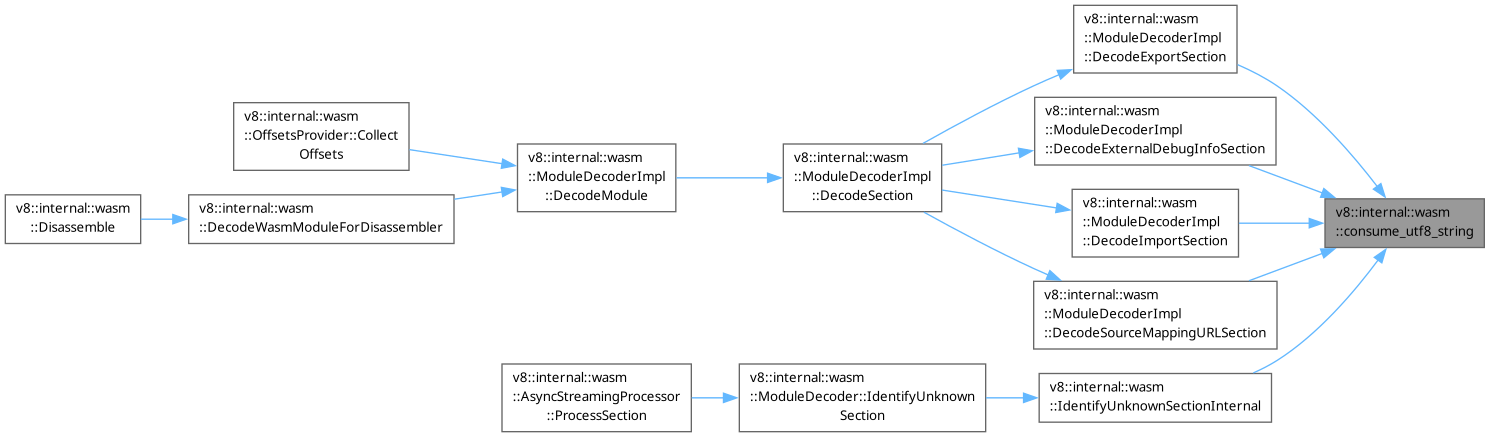 v8::internal::wasm
::ModuleDecoderImpl
::DecodeExportSection
v8::internal::wasm
::OffsetsProvider::Collect
Offsets
v8::internal::wasm
::ModuleDecoderImpl
::DecodeExternalDebugInfoSection
v8::internal::wasm
::ModuleDecoderImpl
::DecodeModule
v8::internal::wasm
::ModuleDecoderImpl
::DecodeSection
v8::internal::wasm
::Disassemble
v8::internal::wasm
::DecodeWasmModuleForDisassembler
v8::internal::wasm
::ModuleDecoderImpl
::DecodeImportSection
v8::internal::wasm
::consume_utf8_string
v8::internal::wasm
::ModuleDecoderImpl
::DecodeSourceMappingURLSection
v8::internal::wasm
::AsyncStreamingProcessor
::ProcessSection
v8::internal::wasm
::ModuleDecoder::IdentifyUnknown
Section
v8::internal::wasm
::IdentifyUnknownSectionInternal